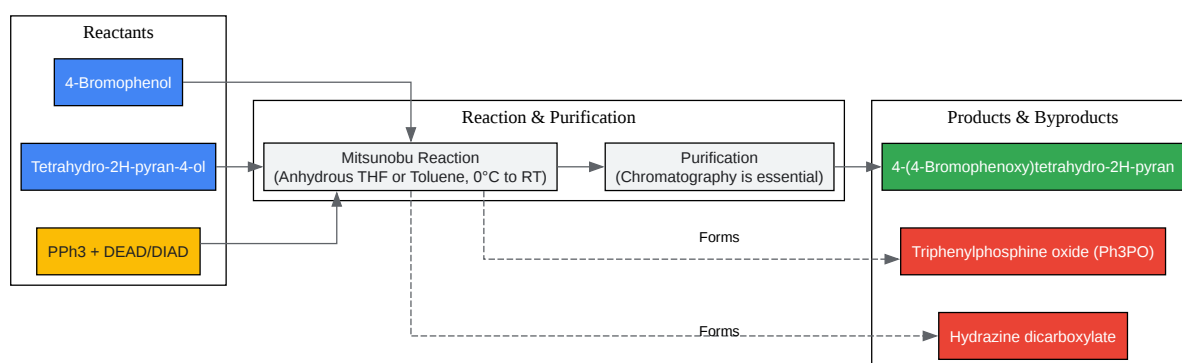 Reactants
4-Bromophenol
Tetrahydro-2H-pyran-4-ol
PPh3 + DEAD/DIAD
Reaction & Purification
Mitsunobu Reaction
(Anhydrous THF or Toluene, 0°C to RT)
Purification
(Chromatography is essential)
Products & Byproducts
4-(4-Bromophenoxy)tetrahydro-2H-pyran
Forms
Triphenylphosphine oxide (Ph3PO)
Forms
Hydrazine dicarboxylate